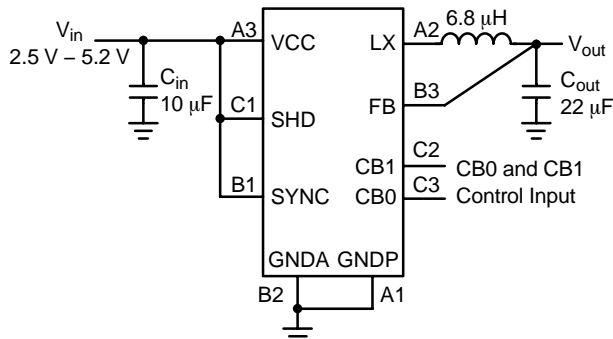 V_in
2.5 V – 5.2 V
C_in
10 µF
A3
VCC
C1
SHD
B1
SYNC
LX
A2
6.8 µH
V_out
FB
B3
C_out
22 µF
CB1
C2
CB0
C3
CB0 and CB1
Control Input
GNDA
GNDP
B2
A1